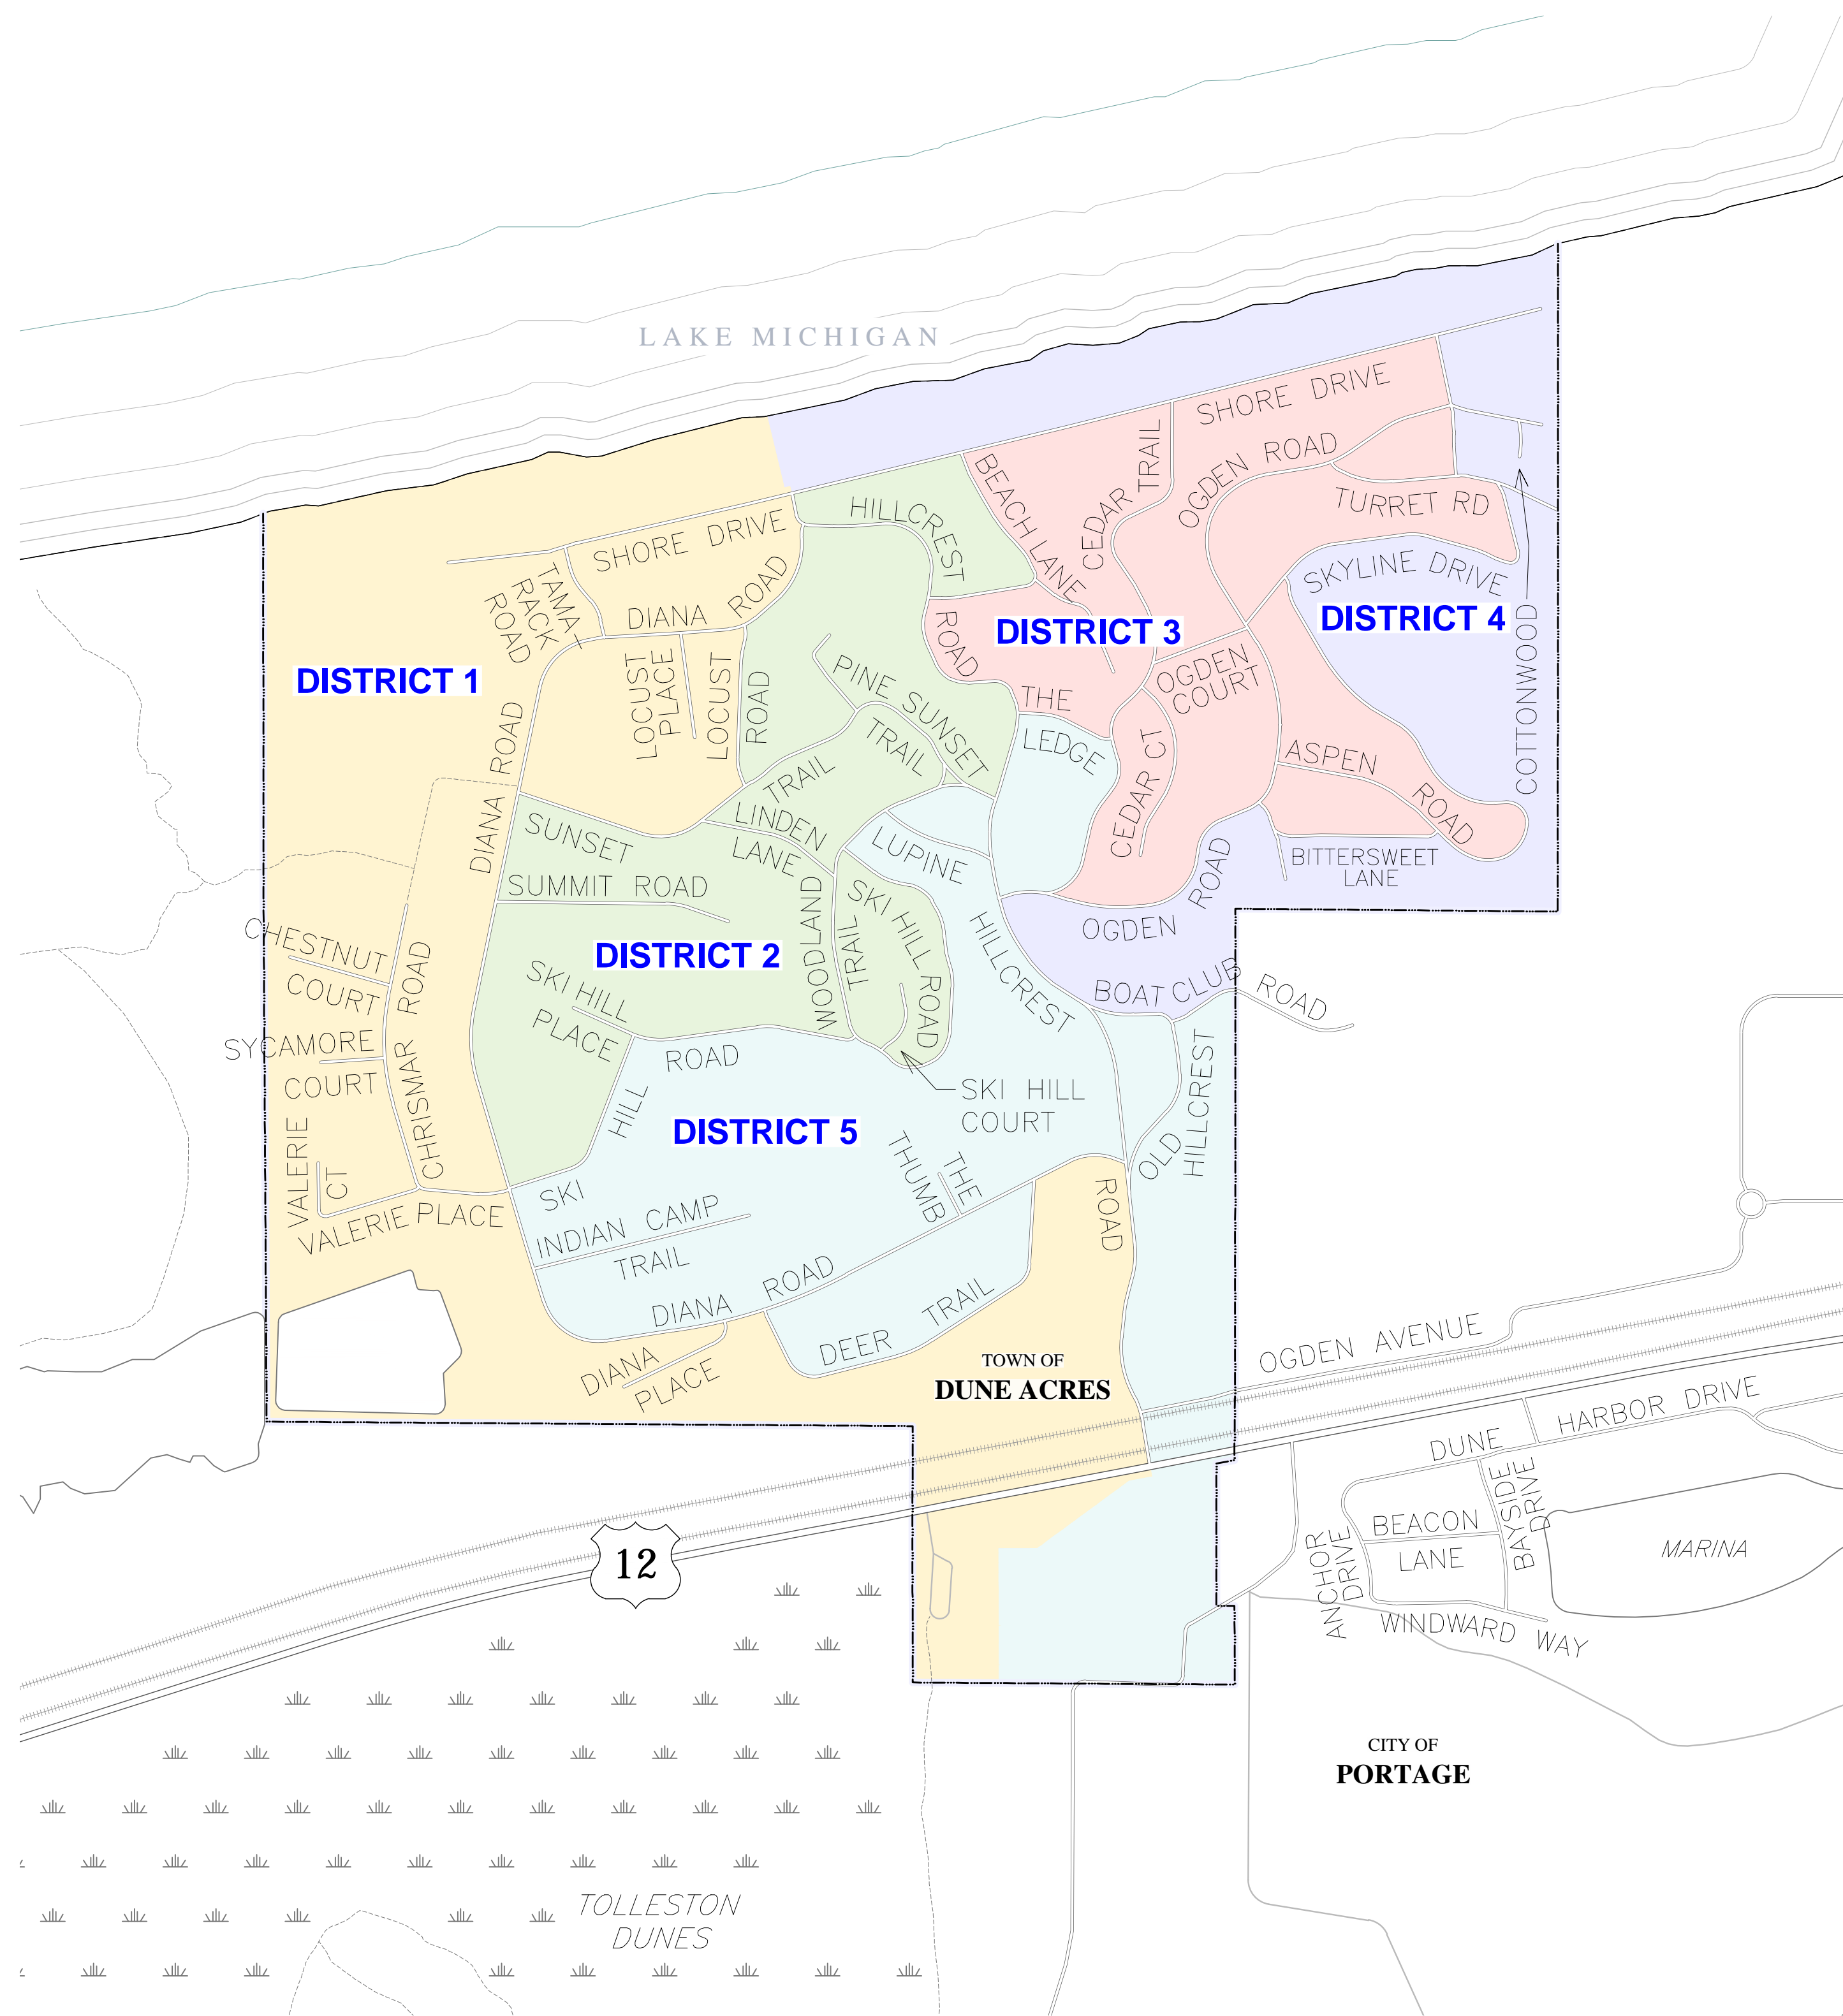 LAKE MICHIGAN
SHORE DRIVE
CEDAR
TRAIL
OGDEN ROAD
BEACH LANE
TURRET RD
HILLCREST
SHORE DRIVE
ROAD
TAMA-
RACK
ROAD
DIANA
SKYLINE DRIVE
DISTRICT 4
DISTRICT 3
ROAD
COTTONWOOD
DISTRICT 1
LOCUST
PLACE
LOCUST
ROAD
PINE
TRAIL
SUNSET
OGDEN
COURT
THE
LEDGE
DIANA ROAD
CEDAR CT
ASPEN
ROAD
TRAIL
SUNSET
LINDEN
LANE
LUPINE
BITTERSWEET
LANE
SUMMIT ROAD
WOODLAND
TRAIL
SKI HILL ROAD
OGDEN
ROAD
HILLCREST
CHESTNUT
COURT
CHRISMAR ROAD
DISTRICT 2
SKI HILL
PLACE
BOAT CLUB ROAD
SYCAMORE
COURT
HILL
ROAD
SKI HILL
COURT
OLD
HILLCREST
DISTRICT 5
VALERIE
CT
THE
THUMB
SKI
VALERIE PLACE
INDIAN CAMP
TRAIL
ROAD
DIANA ROAD
DEER TRAIL
DIANA
PLACE
TOWN OF
DUNE ACRES
OGDEN AVENUE
DUNE HARBOR DRIVE
BAYSIDE
DRIVE
BEACON
LANE
ANCHOR
DRIVE
WINDWARD WAY
MARINA
12
CITY OF
PORTAGE
TOLLESTON
DUNES